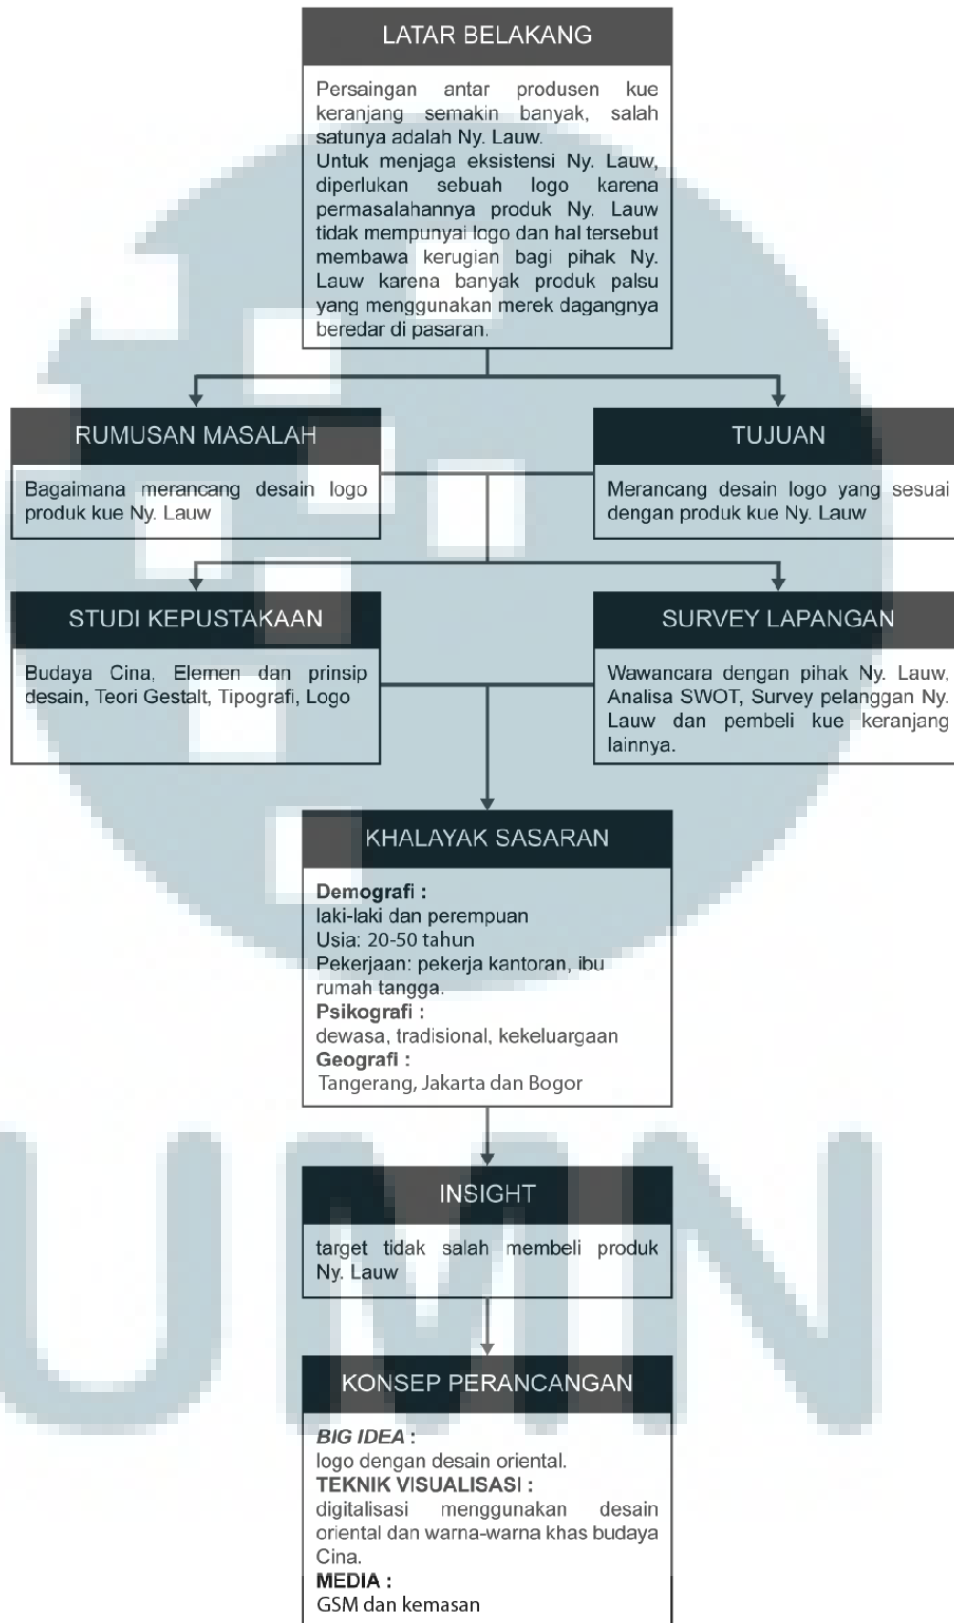 LATAR BELAKANG
Persaingan antar produsen kue
keranjang semakin banyak, salah
satunya adalah Ny. Lauw.
Untuk menjaga eksistensi Ny. Lauw,
diperlukan sebuah logo karena
permasalahannya produk Ny. Lauw
tidak mempunyai logo dan hal tersebut
membawa kerugian bagi pihak Ny.
Lauw karena banyak produk palsu
yang menggunakan merek dagangnya
beredar di pasaran.
RUMUSAN MASALAH
Bagaimana merancang desain logo
produk kue Ny. Lauw
TUJUAN
Merancang desain logo yang sesuai
dengan produk kue Ny. Lauw
STUDI KEPUSTAKAAN
Budaya Cina, Elemen dan prinsip
desain, Teori Gestalt, Tipografi, Logo
SURVEY LAPANGAN
Wawancara dengan pihak Ny. Lauw,
Analisa SWOT, Survey pelanggan Ny.
Lauw dan pembeli kue keranjang
lainnya.
KHALAYAK SASARAN
Demografi :
laki-laki dan perempuan
Usia: 20-50 tahun
Pekerjaan: pekerja kantoran, ibu
rumah tangga.
Psikografi :
dewasa, tradisional, kekeluargaan
Geografi :
Tangerang, Jakarta dan Bogor
INSIGHT
target tidak salah membeli produk
Ny. Lauw
KONSEP PERANCANGAN
BIG IDEA :
logo dengan desain oriental.
TEKNIK VISUALISASI :
digitalisasi menggunakan desain
oriental dan warna-warna khas budaya
Cina.
MEDIA :
GSM dan kemasan
UMN